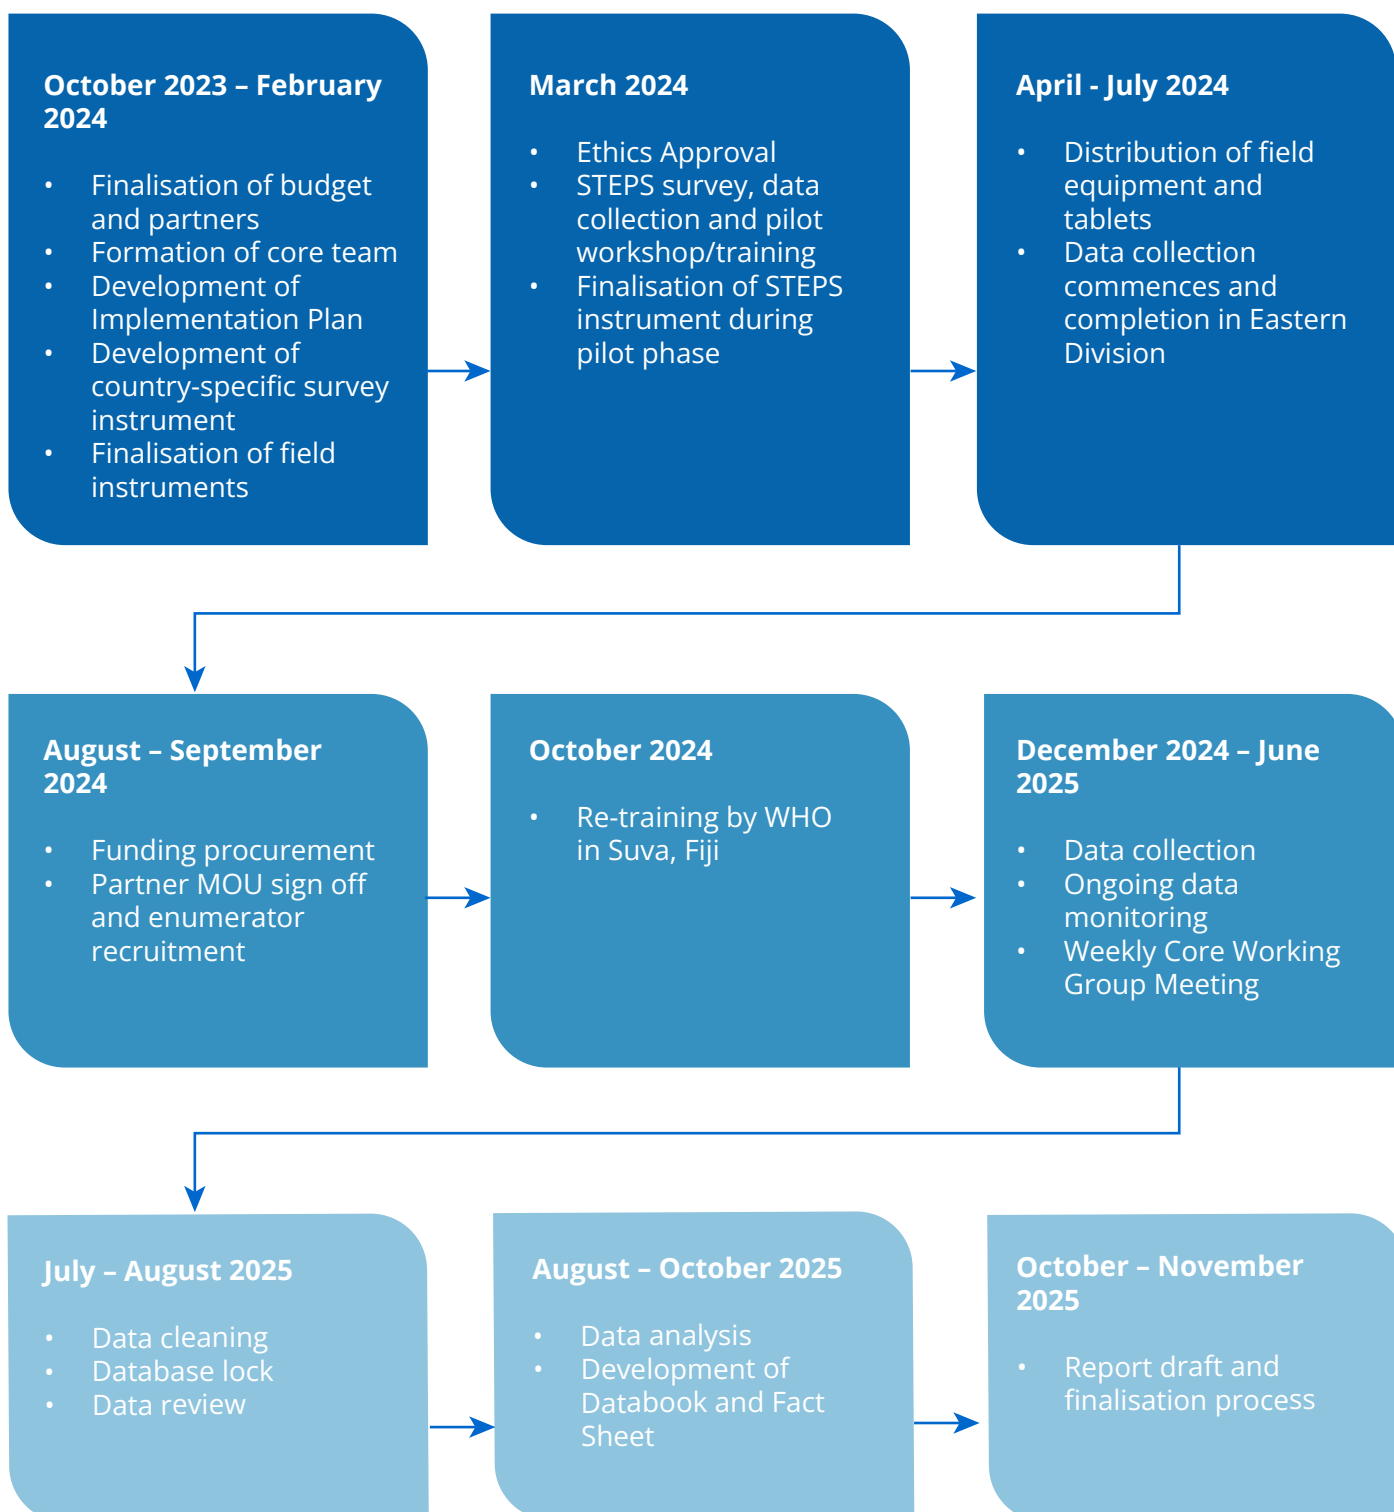 October 2023 – February
2024
• Finalisation of budget
and partners
• Formation of core team
• Development of
Implementation Plan
• Development of
country-specific survey
instrument
• Finalisation of field
instruments
March 2024
• Ethics Approval
• STEPS survey, data
collection and pilot
workshop/training
• Finalisation of STEPS
instrument during
pilot phase
April - July 2024
• Distribution of field
equipment and
tablets
• Data collection
commences and
completion in Eastern
Division
August – September
2024
• Funding procurement
• Partner MOU sign off
and enumerator
recruitment
October 2024
• Re-training by WHO
in Suva, Fiji
December 2024 – June
2025
• Data collection
• Ongoing data
monitoring
• Weekly Core Working
Group Meeting
July – August 2025
• Data cleaning
• Database lock
• Data review
August – October 2025
• Data analysis
• Development of
Databook and Fact
Sheet
October – November
2025
• Report draft and
finalisation process